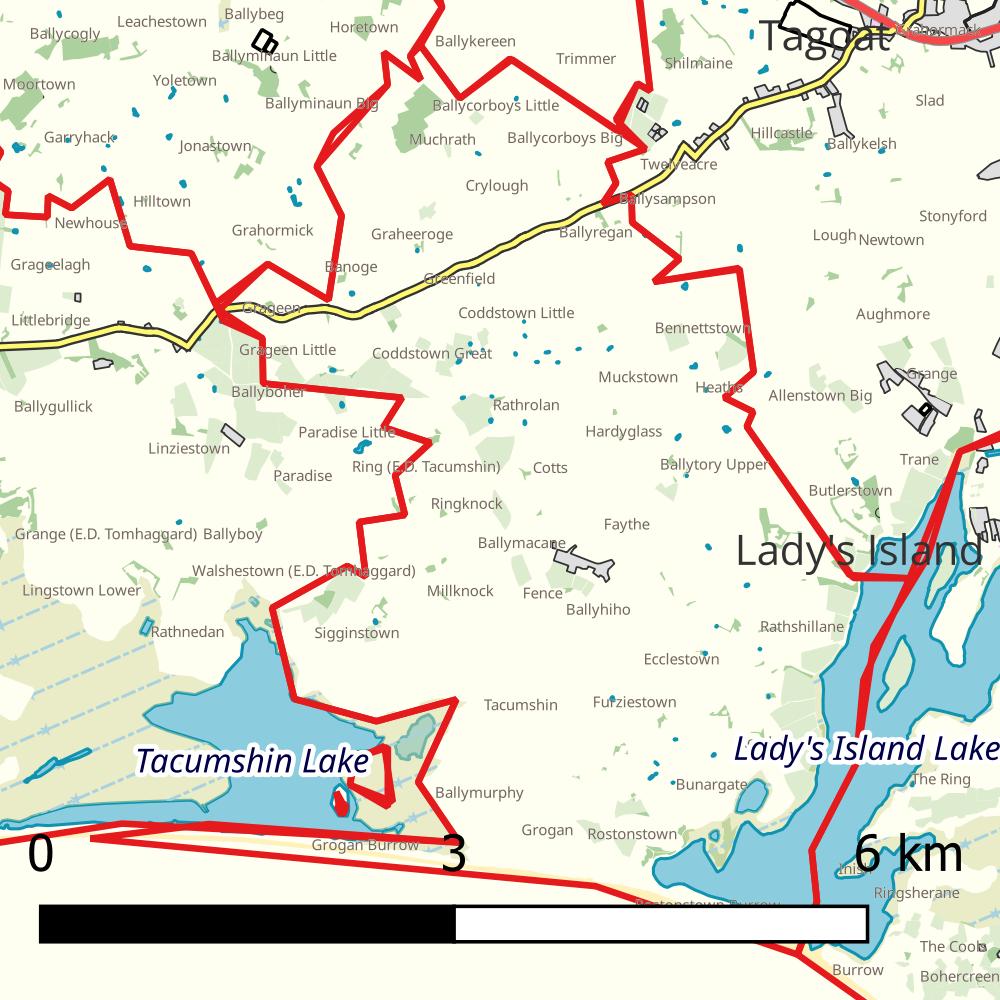 Ballybeg
Leachestown
Horetown
Ballycogly
Tagoat
Ballykereen
Ballyminaun Little
Trimmer
Shilmaine
Moortown
Yoletown
Ballyminaun Big
Ballycorboys Little
Slad
Garryhack
Jonastown
Muchrath
Ballycorboys Big
Hillcastle
Ballykelsh
Twelveacre
Crylough
Hilltown
Ballysampson
Newhouse
Grahormick
Graheeroge
Ballyregan
Stonyford
Lough
Newtown
Grageelagh
Banoge
Greenfield
Grageen
Coddstown Little
Aughmore
Littlebridge
Bennettstown
Grageen Little
Coddstown Great
Muckstown
Heaths
Grange
Ballyboher
Allenstown Big
Ballygullick
Rathrolan
Paradise Little
Hardyglass
Linziestown
Ring (E.D. Tacumshin)
Cotts
Ballytory Upper
Trane
Paradise
Butlerstown
Ringknock
Faythe
Grange (E.D. Tomhaggard)
Ballyboy
Ballymacane
Lady's Island
Walshestown (E.D. Tomhaggard)
Lingstown Lower
Millknock
Fence
Ballyhiho
Rathnedan
Sigginstown
Rathshillane
Ecclestown
Tacumshin
Furziestown
Tacumshin Lake
Lady's Island Lake
Bunargate
The Ring
Ballymurphy
Grogan
Rostonstown
Grogan Burrow
0
3
6 km
Inish
Ringsherane
Rostonstown Burrow
The Coobs
Burrow
Bohercreen